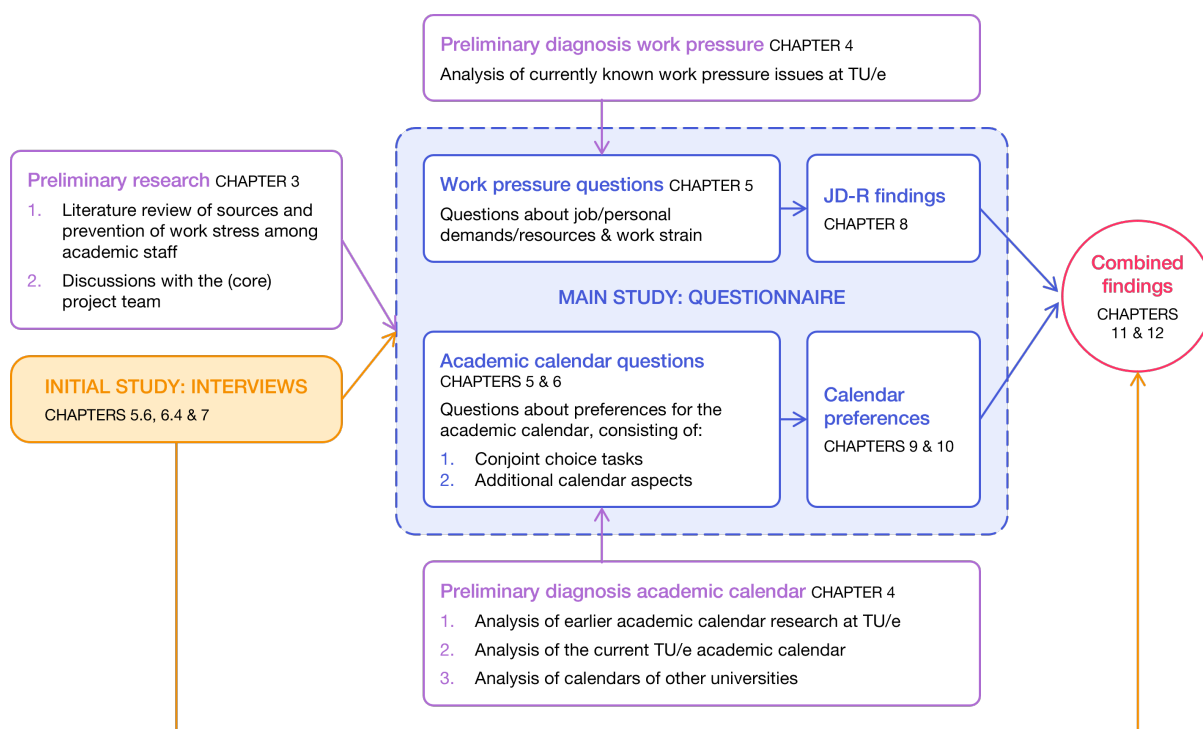 Preliminary diagnosis work pressure CHAPTER 4
Analysis of currently known work pressure issues at TU/e
Preliminary research CHAPTER 3
1. Literature review of sources and
prevention of work stress among
academic staff
2. Discussions with the (core)
project team
INITIAL STUDY: INTERVIEWS
CHAPTERS 5.6, 6.4 & 7
Work pressure questions CHAPTER 5
Questions about job/personal
demands/resources & work strain
JD-R findings
CHAPTER 8
MAIN STUDY: QUESTIONNAIRE
Academic calendar questions
CHAPTERS 5 & 6
Questions about preferences for the
academic calendar, consisting of:
1. Conjoint choice tasks
2. Additional calendar aspects
Calendar
preferences
CHAPTERS 9 & 10
Combined
findings
CHAPTERS
11 & 12
Preliminary diagnosis academic calendar CHAPTER 4
1. Analysis of earlier academic calendar research at TU/e
2. Analysis of the current TU/e academic calendar
3. Analysis of calendars of other universities